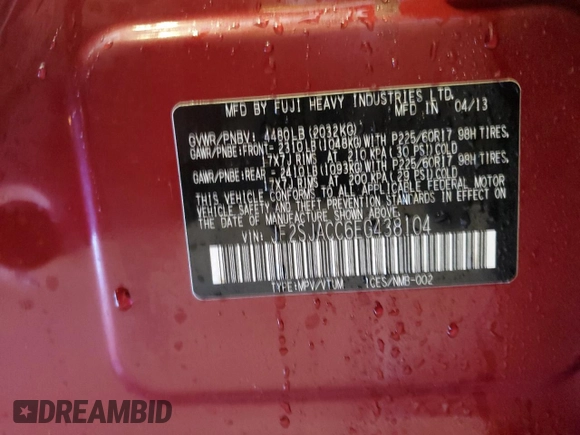 MFD BY FUJI HEAVY INDUSTRIES LTD.
MFD IN 04/13
GVWR/PNBV: 4480LB (2032KG)
GAWR/PNBE:FRONT- 2310LB (1048KG) WITH P225/60R17 98H TIRES,
17X7J RIMS AT 210 KPA (30 PSI) COLD
GAWR/PNBE:REAR- 2410LB (1093KG) WITH P225/60R17 98H TIRES,
17X7J RIMS AT 200 KPA (29 PSI) COLD
THIS VEHICLE CONFORMS TO ALL APPLICABLE FEDERAL MOTOR
VEHICLE SAFETY AND THEFT PREVENTION STANDARDS IN EFFECT
ON THE DATE OF MANUFACTURE SHOWN ABOVE.
VIN: JF2SJACC6EG438104
TYPE:MPV/VTUM 1CES/NMB-002
DREAMBID